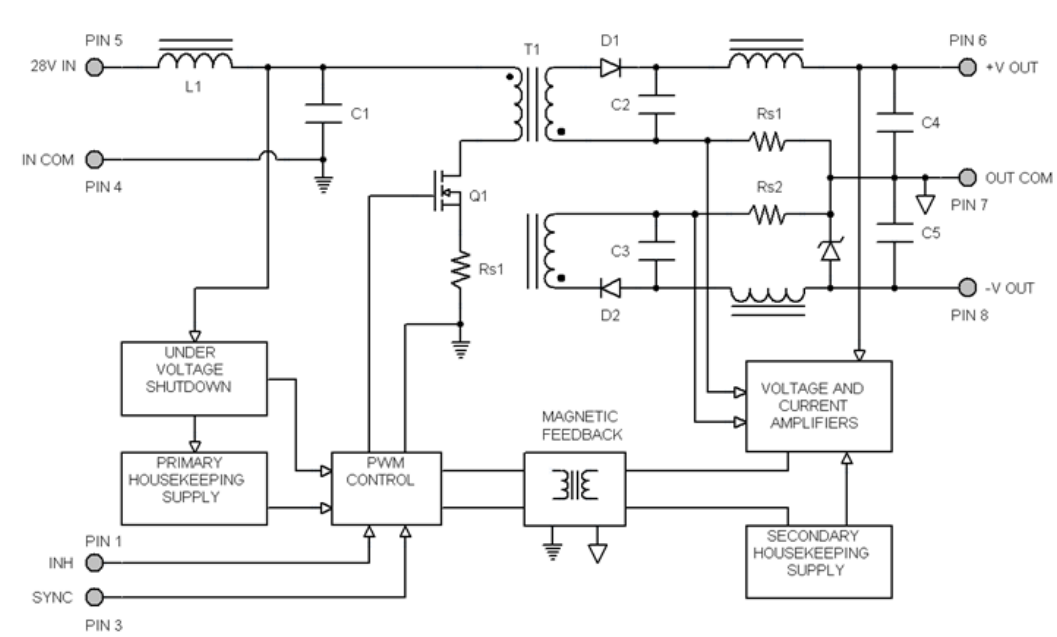 PIN 5
28V IN
L1
C1
IN COM
PIN 4
T1
D1
C2
Rs1
PIN 6
+V OUT
C4
OUT COM
PIN 7
Q1
Rs1
Rs2
C3
C5
D2
-V OUT
PIN 8
UNDER
VOLTAGE
SHUTDOWN
PRIMARY
HOUSEKEEPING
SUPPLY
PWM
CONTROL
MAGNETIC
FEEDBACK
VOLTAGE AND
CURRENT
AMPLIFIERS
SECONDARY
HOUSEKEEPING
SUPPLY
PIN 1
INH
SYNC
PIN 3